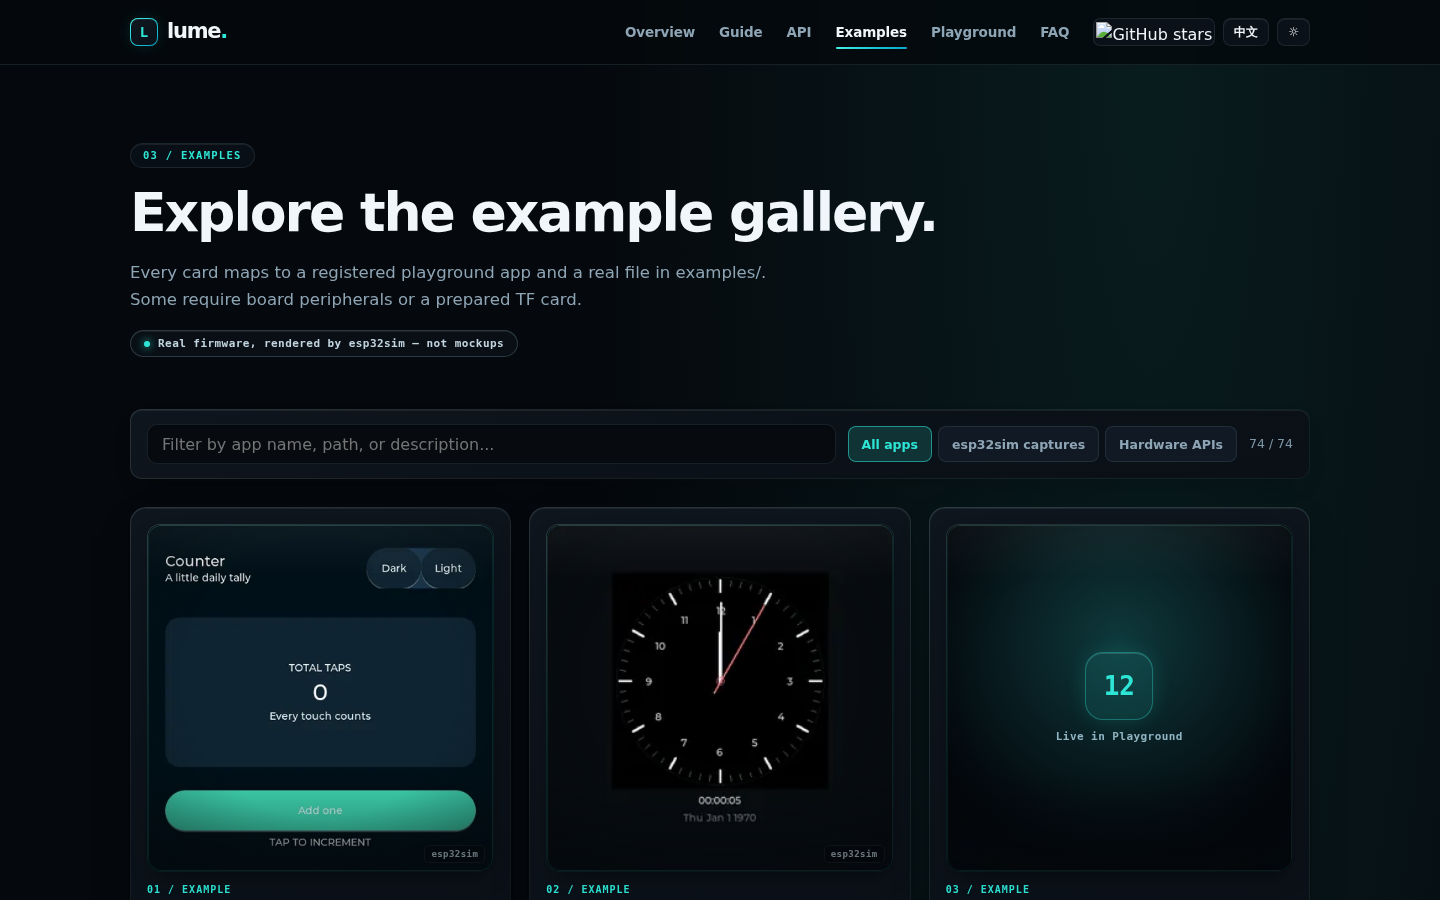 L lume.
Overview Guide API Examples Playground FAQ GitHub stars 中文
03 / EXAMPLES
Explore the example gallery.
Every card maps to a registered playground app and a real file in examples/.
Some require board peripherals or a prepared TF card.
Real firmware, rendered by esp32sim — not mockups
Filter by app name, path, or description...
All apps esp32sim captures Hardware APIs 74 / 74
Counter
A little daily tally
Dark Light
TOTAL TAPS
0
Every touch counts
Add one
TAP TO INCREMENT
esp32sim
01 / EXAMPLE
12
1
2
3
4
5
6
7
8
9
10
11
00:00:05
Thu Jan 1 1970
esp32sim
02 / EXAMPLE
12
Live in Playground
03 / EXAMPLE